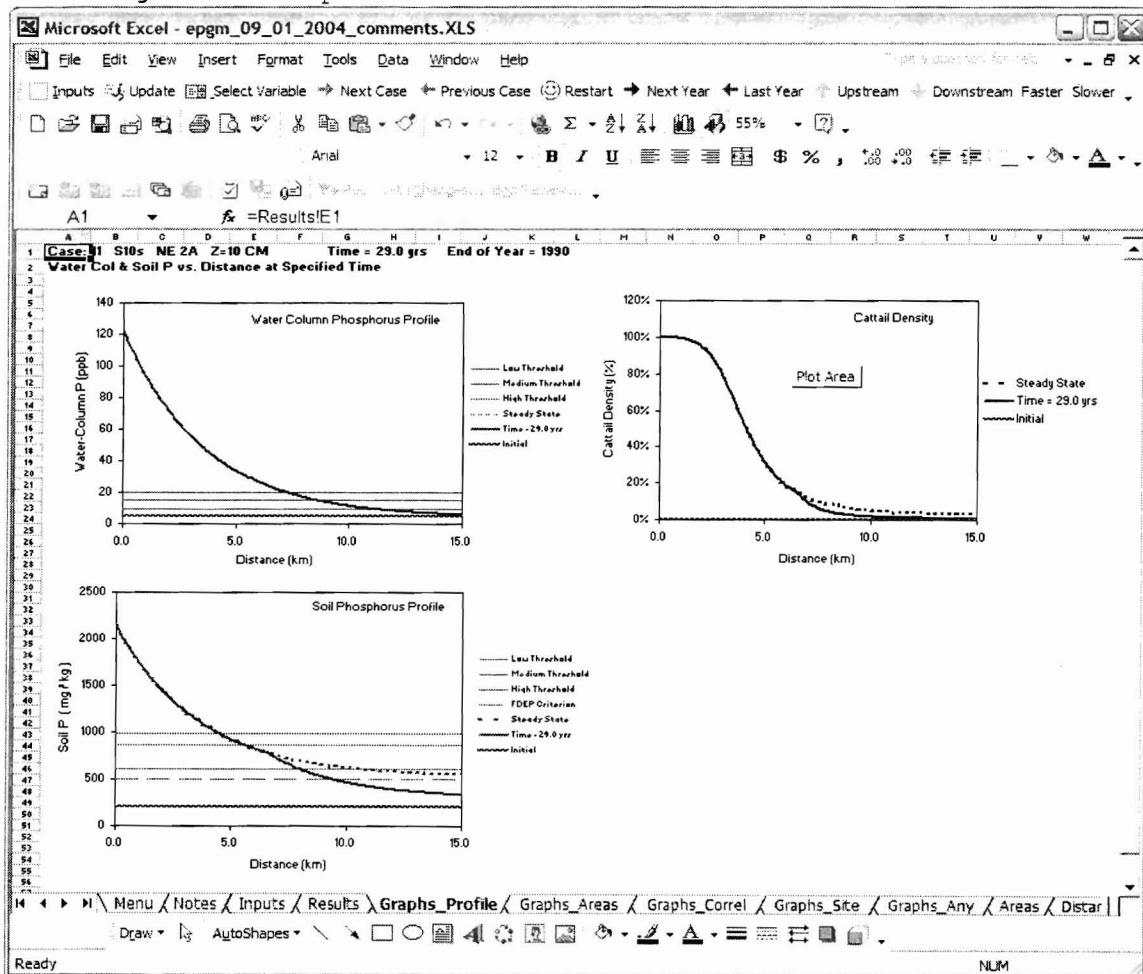 Microsoft Excel - epgm_09_01_2004_comments.XLS
File Edit View Insert Format Tools Data Window Help
Inputs Update Select Variable Next Case Previous Case Restart Next Year Last Year Upstream Downstream Faster Slower
55%
Arial 12 B I U $ % ,
A1 fx =Results!E1
A B C D E F G H I J K L M N O P Q R S T U V W
1 Case: 11 S10s NE 2A Z=10 CM Time = 29.0 yrs End of Year = 1990
2 Water Col & Soil P vs. Distance at Specified Time
Water Column Phosphorus Profile
Water-Column P (ppb)
140
120
100
80
60
40
20
0
0.0 5.0 10.0 15.0
Distance (km)
Low Threshold
Medium Threshold
High Threshold
Steady State
Time - 29.0 yrs
Initial
Cattail Density
Plot Area
Cattail Density (%)
120%
100%
80%
60%
40%
20%
0%
0.0 5.0 10.0 15.0
Distance (km)
Steady State
Time = 29.0 yrs
Initial
Soil Phosphorus Profile
Soil P (mg/kg)
2500
2000
1500
1000
500
0
0.0 5.0 10.0 15.0
Distance (km)
Low Threshold
Medium Threshold
High Threshold
FDEP Criterion
Steady State
Time - 29.0 yr
Initial
Menu Notes Inputs Results Graphs_Profile Graphs_Areas Graphs_Correl Graphs_Site Graphs_Any Areas Distar
Draw AutoShapes
Ready NUM